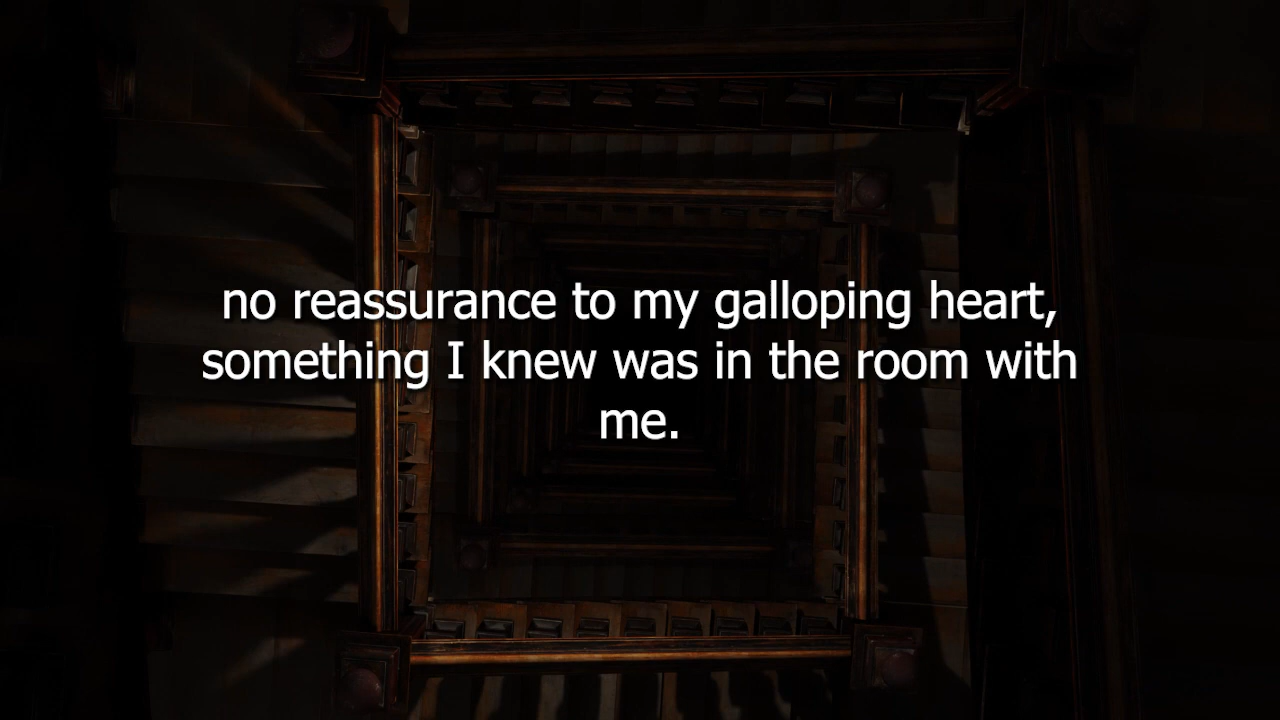 no reassurance to my galloping heart,
something I knew was in the room with
me.